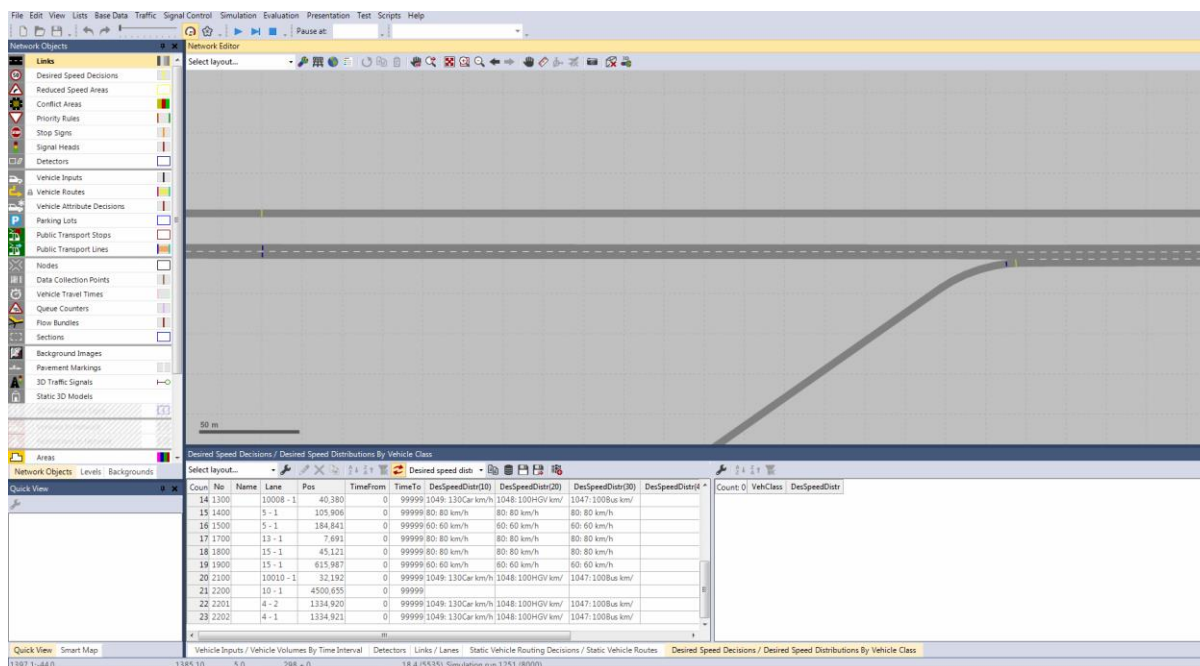 File Edit View Lists Base Data Traffic Signal Control Simulation Evaluation Presentation Test Scripts Help
Pause at:
Network Objects
Network Editor
Links
Select layout...
Desired Speed Decisions
Reduced Speed Areas
Conflict Areas
Priority Rules
Stop Signs
Signal Heads
Detectors
Vehicle Inputs
Vehicle Routes
Vehicle Attribute Decisions
Parking Lots
Public Transport Stops
Public Transport Lines
Nodes
Data Collection Points
Vehicle Travel Times
Queue Counters
Flow Bundles
Sections
Background Images
Pavement Markings
3D Traffic Signals
Static 3D Models
50 m
Areas
Network Objects Levels Backgrounds
Quick View
Desired Speed Decisions / Desired Speed Distributions By Vehicle Class
Select layout... Desired speed distr
Coun No Name Lane Pos TimeFrom TimeTo DesSpeedDistr(10) DesSpeedDistr(20) DesSpeedDistr(30) DesSpeedDistr(4 Count: 0 VehClass DesSpeedDistr
14 1300 10008 - 1 40,380 0 99999 1049: 130Car km/h 1048: 100HGV km/ 1047: 100Bus km/
15 1400 5 - 1 105,906 0 99999 80: 80 km/h 80: 80 km/h 80: 80 km/h
16 1500 5 - 1 184,841 0 99999 60: 60 km/h 60: 60 km/h 60: 60 km/h
17 1700 13 - 1 7,691 0 99999 80: 80 km/h 80: 80 km/h 80: 80 km/h
18 1800 15 - 1 45,121 0 99999 80: 80 km/h 80: 80 km/h 80: 80 km/h
19 1900 15 - 1 615,987 0 99999 60: 60 km/h 60: 60 km/h 60: 60 km/h
20 2100 10010 - 1 32,192 0 99999 1049: 130Car km/h 1048: 100HGV km/ 1047: 100Bus km/
21 2200 10 - 1 4500,655 0 99999
22 2201 4 - 2 1334,920 0 99999 1049: 130Car km/h 1048: 100HGV km/ 1047: 100Bus km/
23 2202 4 - 1 1334,921 0 99999 1049: 130Car km/h 1048: 100HGV km/ 1047: 100Bus km/
Quick View Smart Map
Vehicle Inputs / Vehicle Volumes By Time Interval Detectors Links / Lanes Static Vehicle Routing Decisions / Static Vehicle Routes Desired Speed Decisions / Desired Speed Distributions By Vehicle Class